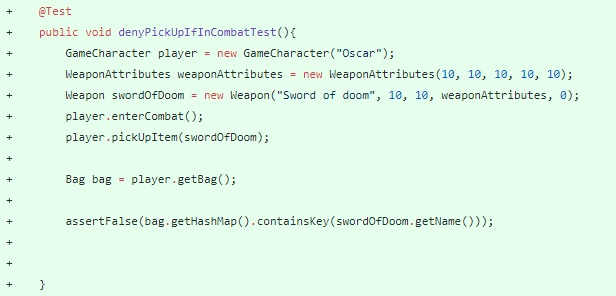 +    @Test
+    public void denyPickUpIfInCombatTest(){
+        GameCharacter player = new GameCharacter("Oscar");
+        WeaponAttributes weaponAttributes = new WeaponAttributes(10, 10, 10, 10, 10);
+        Weapon swordOfDoom = new Weapon("Sword of doom", 10, 10, weaponAttributes, 0);
+        player.enterCombat();
+        player.pickUpItem(swordOfDoom);
+
+        Bag bag = player.getBag();
+
+        assertFalse(bag.getHashMap().containsKey(swordOfDoom.getName()));
+
+
+    }